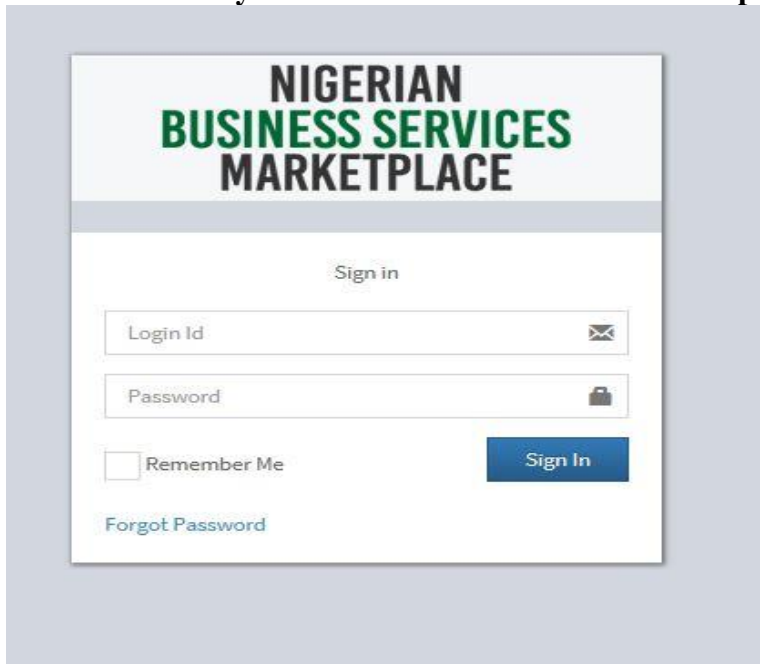 NIGERIAN
BUSINESS SERVICES
MARKETPLACE
Sign in
Login Id
Password
Remember Me
Sign In
Forgot Password